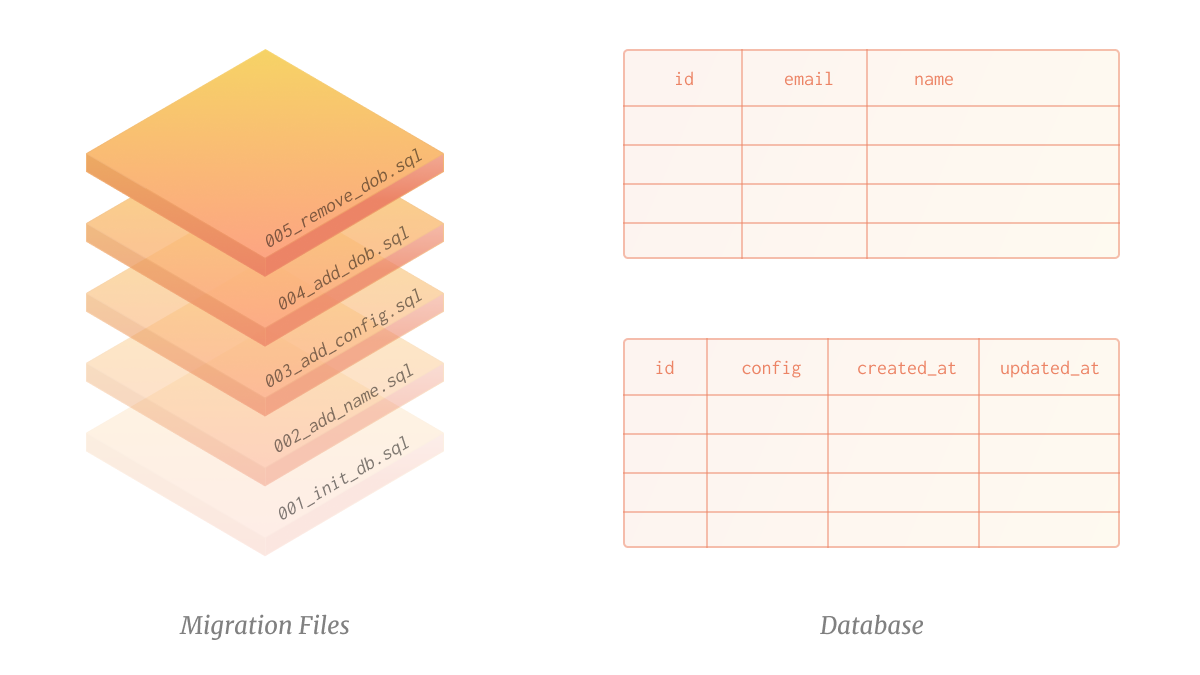 005_remove_dob.sql
004_add_dob.sql
003_add_config.sql
002_add_name.sql
001_init_db.sql
Migration Files
id email name
id config created_at updated_at
Database